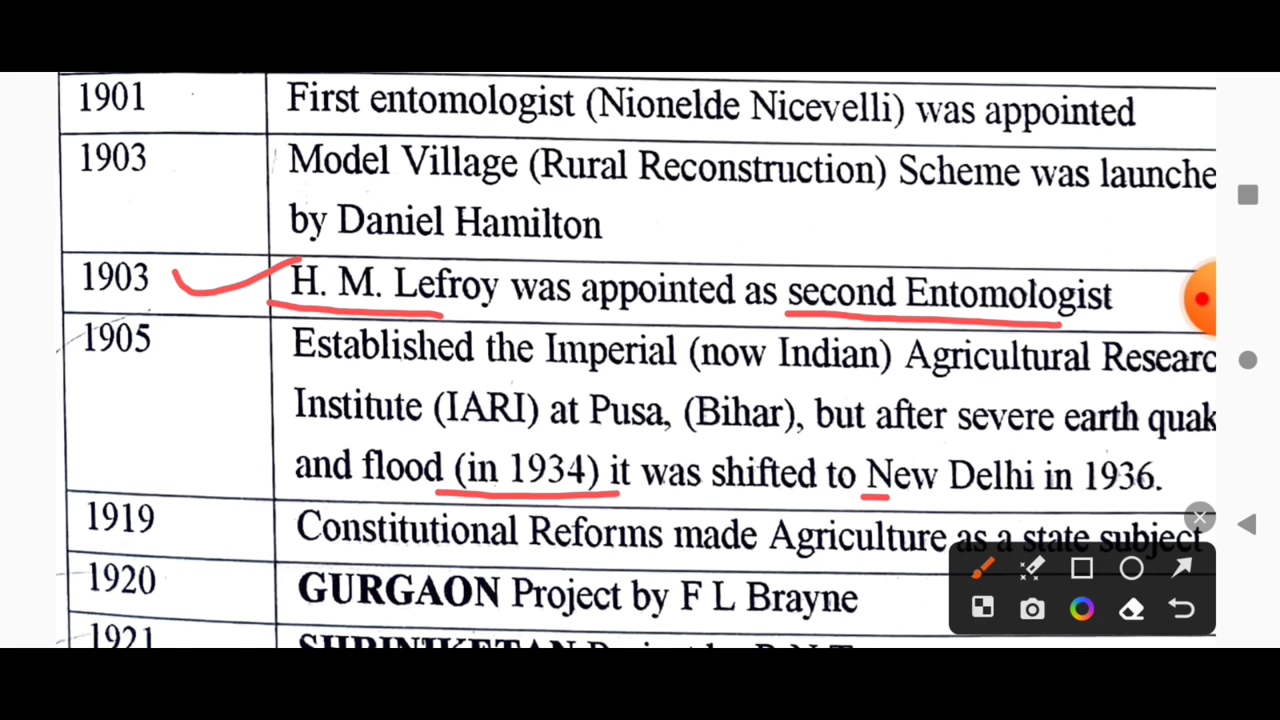 1901
First entomologist (Nionelde Nicevelli) was appointed
1903
Model Village (Rural Reconstruction) Scheme was launche
by Daniel Hamilton
1903
H. M. Lefroy was appointed as second Entomologist
1905
Established the Imperial (now Indian) Agricultural Researc
Institute (IARI) at Pusa, (Bihar), but after severe earth quak
and flood (in 1934) it was shifted to New Delhi in 1936.
1919
Constitutional Reforms made Agriculture as a state subject
1920
GURGAON Project by F L Brayne
1921
SHRINIKETAN